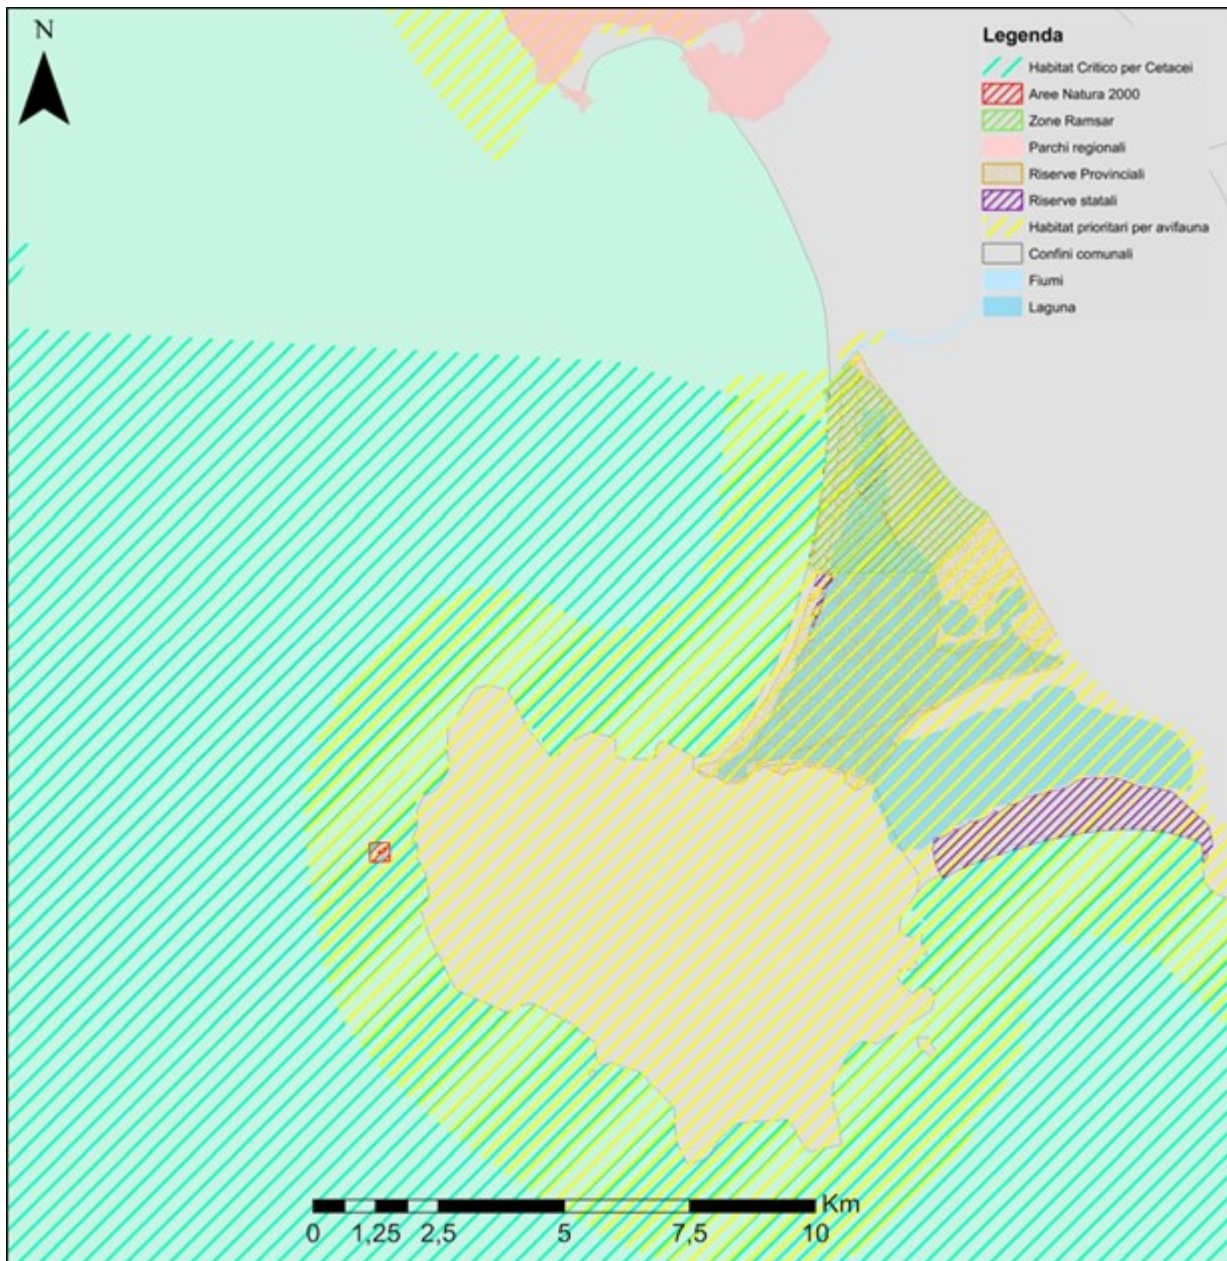 N
Legenda
Habitat Critico per Cetacei
Aree Natura 2000
Zone Ramsar
Parchi regionali
Riserve Provinciali
Riserve statali
Habitat prioritari per avifauna
Confini comunali
Fiumi
Laguna
Km
0 1,25 2,5 5 7,5 10